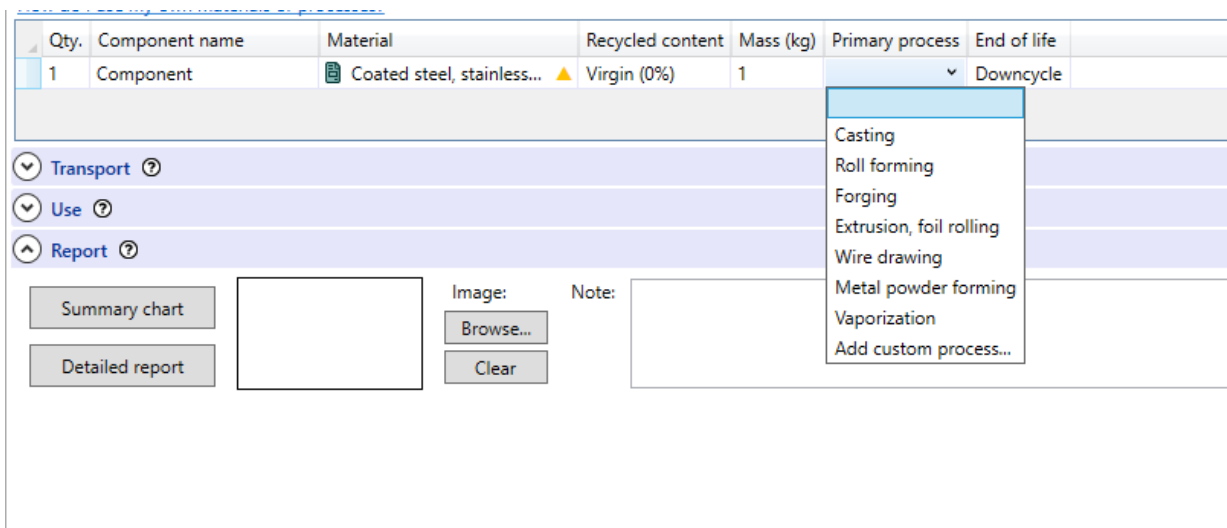 Qty. Component name Material Recycled content Mass (kg) Primary process End of life
1 Component Coated steel, stainless... Virgin (0%) 1 Downcycle
Casting
Roll forming
Forging
Extrusion, foil rolling
Wire drawing
Metal powder forming
Vaporization
Add custom process...
Transport ?
Use ?
Report ?
Summary chart
Detailed report
Image:
Browse...
Clear
Note: